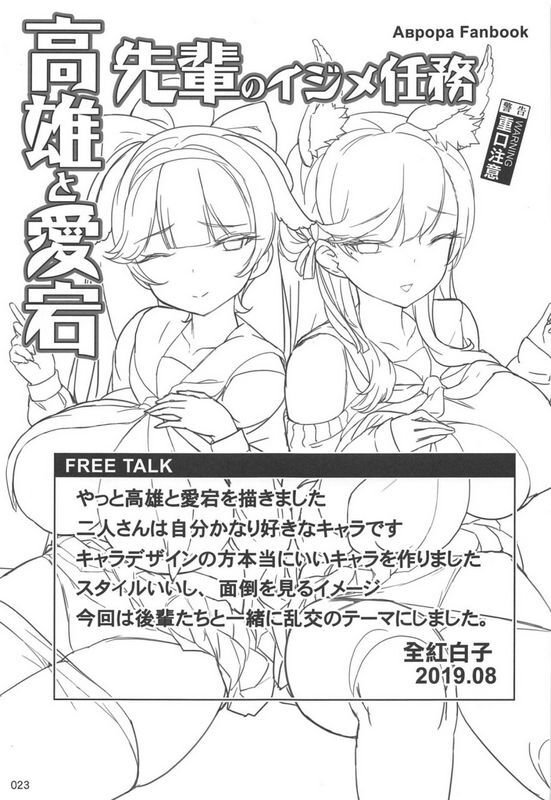 Аврора Fanbook
先輩のイジメ任務
高雄と愛宕
警告
WARNING
重口注意
FREE TALK
やっと高雄と愛宕を描きました
二人さんは自分かなり好きなキャラです
キャラデザインの方本当にいいキャラを作りました
スタイルいいし、面倒を見るイメージ
今回は後輩たちと一緒に乱交のテーマにしました。
全紅白子
2019.08
023